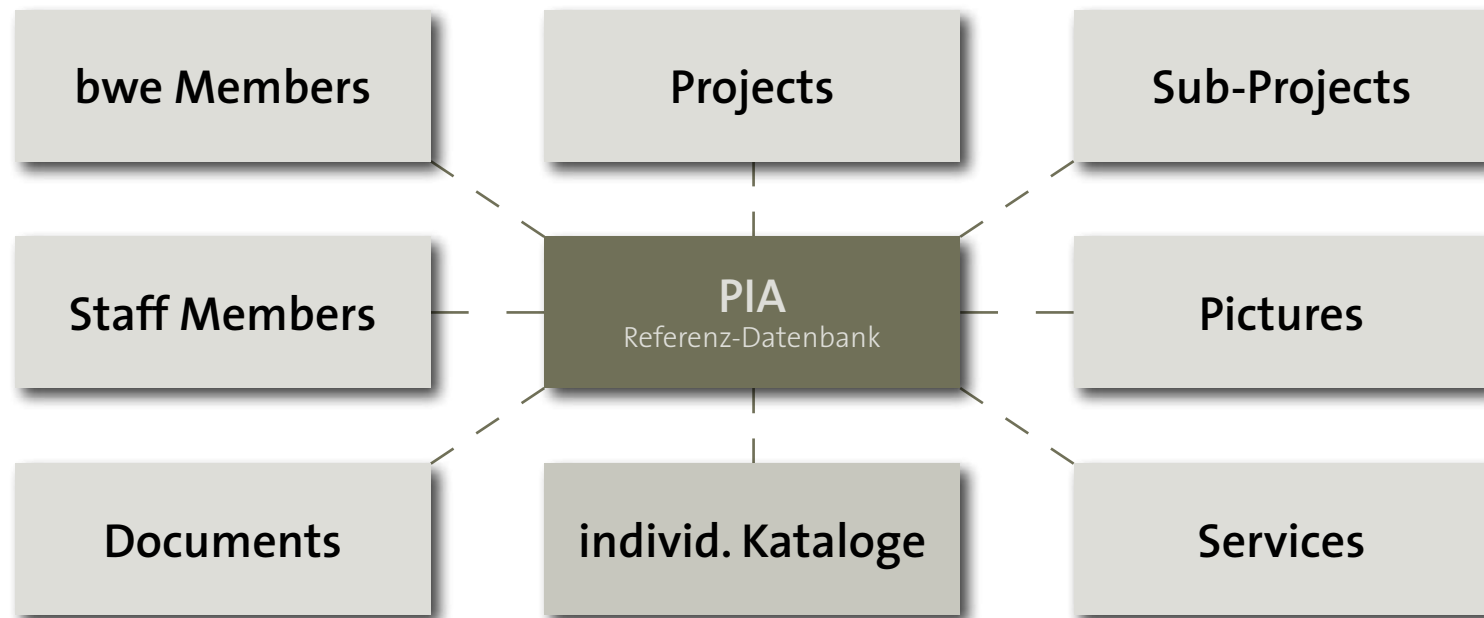 bwe Members
Projects
Sub-Projects
Staff Members
PIA
Referenz-Datenbank
Pictures
Documents
individ. Kataloge
Services